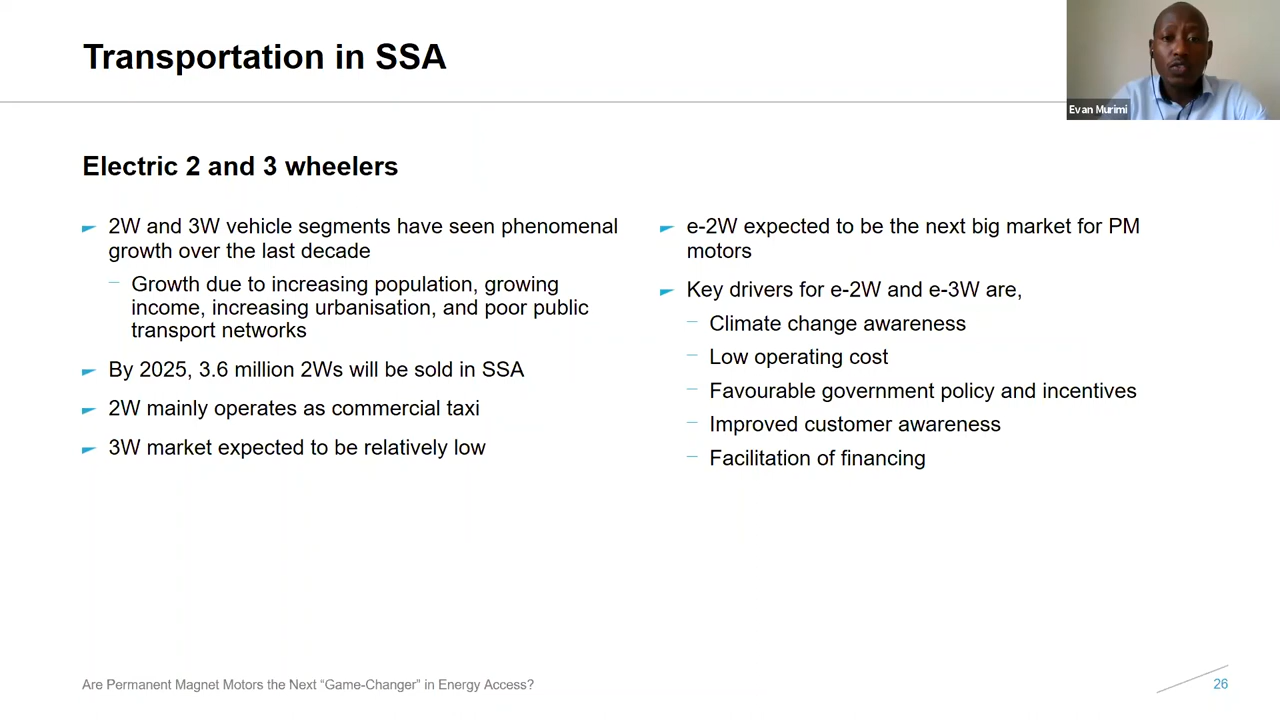 Transportation in SSA
Evan Murimi
Electric 2 and 3 wheelers
2W and 3W vehicle segments have seen phenomenal
growth over the last decade
Growth due to increasing population, growing
income, increasing urbanisation, and poor public
transport networks
By 2025, 3.6 million 2Ws will be sold in SSA
2W mainly operates as commercial taxi
3W market expected to be relatively low
e-2W expected to be the next big market for PM
motors
Key drivers for e-2W and e-3W are,
Climate change awareness
Low operating cost
Favourable government policy and incentives
Improved customer awareness
Facilitation of financing
Are Permanent Magnet Motors the Next “Game-Changer” in Energy Access?
26